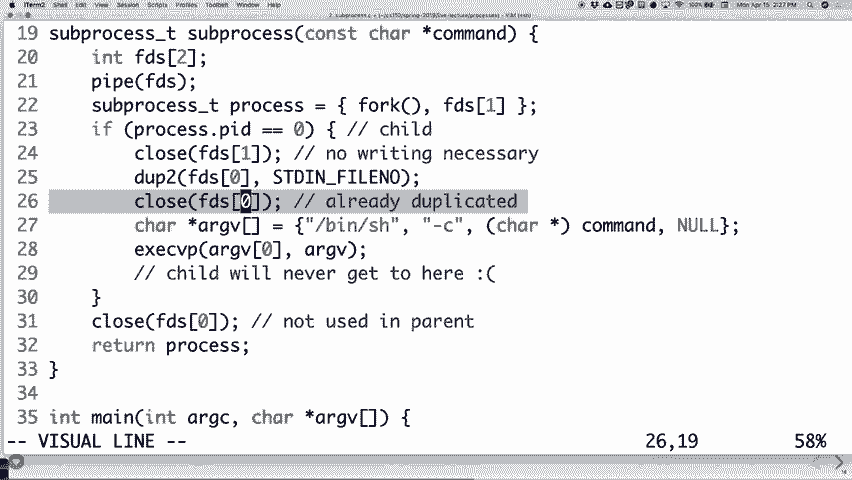 iTerm2 Shell Edit View Session Scripts Profiles Toolbelt Window Help 100% Mon Apr 15 2:27 PM
19 subprocess_t subprocess(const char *command) {
20     int fds[2];
21     pipe(fds);
22     subprocess_t process = { fork(), fds[1] };
23     if (process.pid == 0) { // child
24         close(fds[1]); // no writing necessary
25         dup2(fds[0], STDIN_FILENO);
26         close(fds[0]); // already duplicated
27         char *argv[] = {"/bin/sh", "-c", (char *) command, NULL};
28         execvp(argv[0], argv);
29         // child will never get to here :(
30     }
31     close(fds[0]); // not used in parent
32     return process;
33 }
34
35 int main(int argc, char *argv[]) {
-- VISUAL LINE -- 26,19 58%